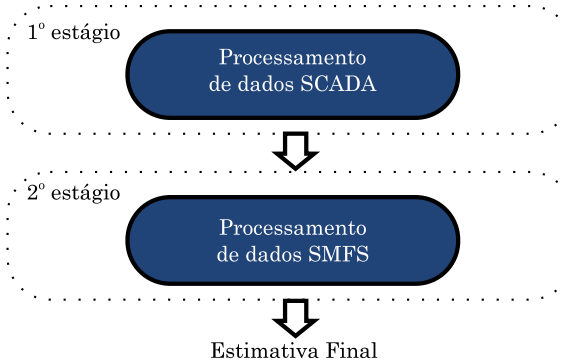 1º estágio
Processamento
de dados SCADA
2º estágio
Processamento
de dados SMFS
Estimativa Final